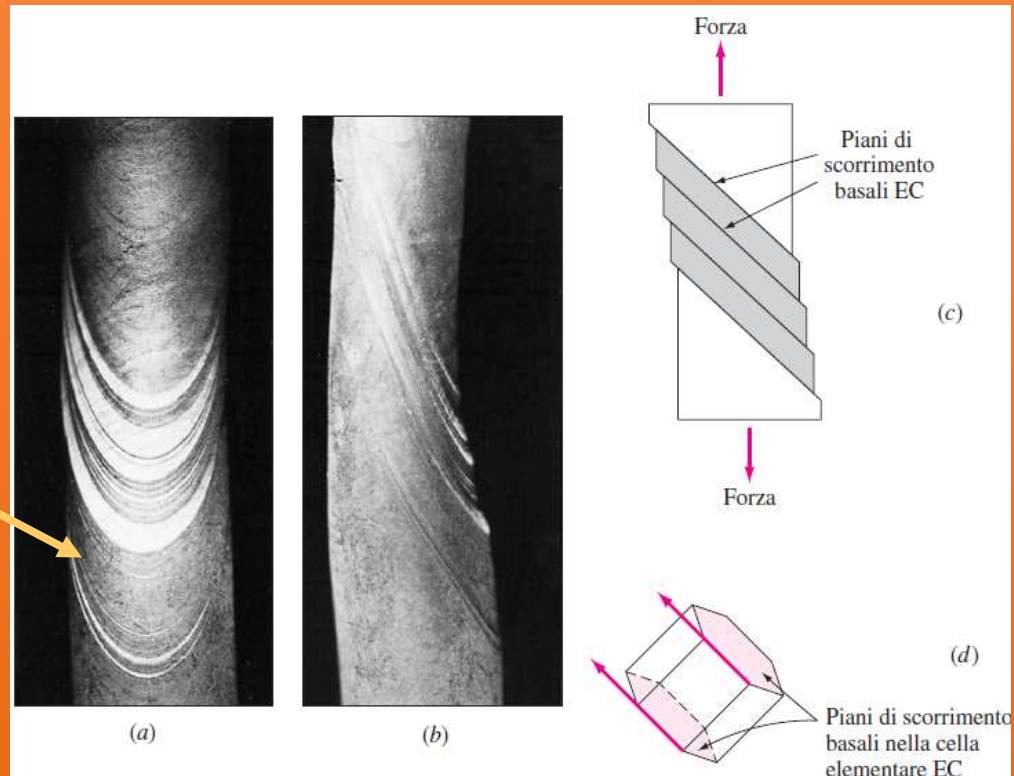 Forza
Piani di
scorrimento
basali EC
(c)
Forza
(a)
(b)
(d)
Piani di scorrimento
basali nella cella
elementare EC